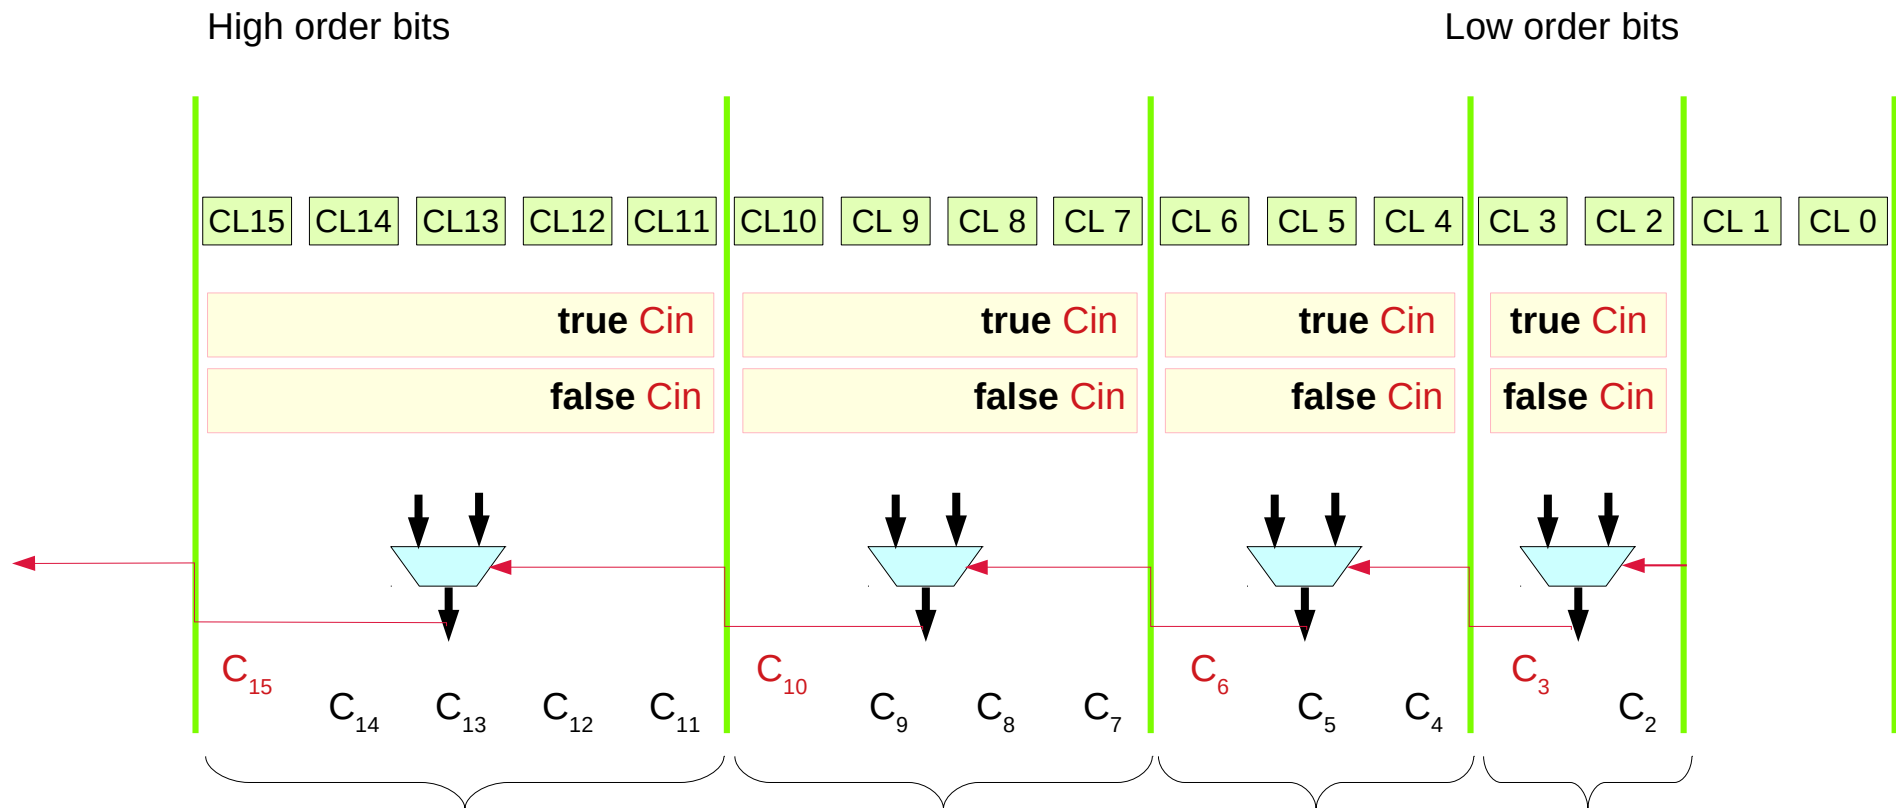 High order bits Low order bits
CL15 CL14 CL13 CL12 CL11 CL10 CL 9 CL 8 CL 7 CL 6 CL 5 CL 4 CL 3 CL 2 CL 1 CL 0
true Cin true Cin true Cin true Cin
false Cin false Cin false Cin false Cin
C15 C10 C6 C3
C14 C13 C12 C11 C9 C8 C7 C5 C4 C2